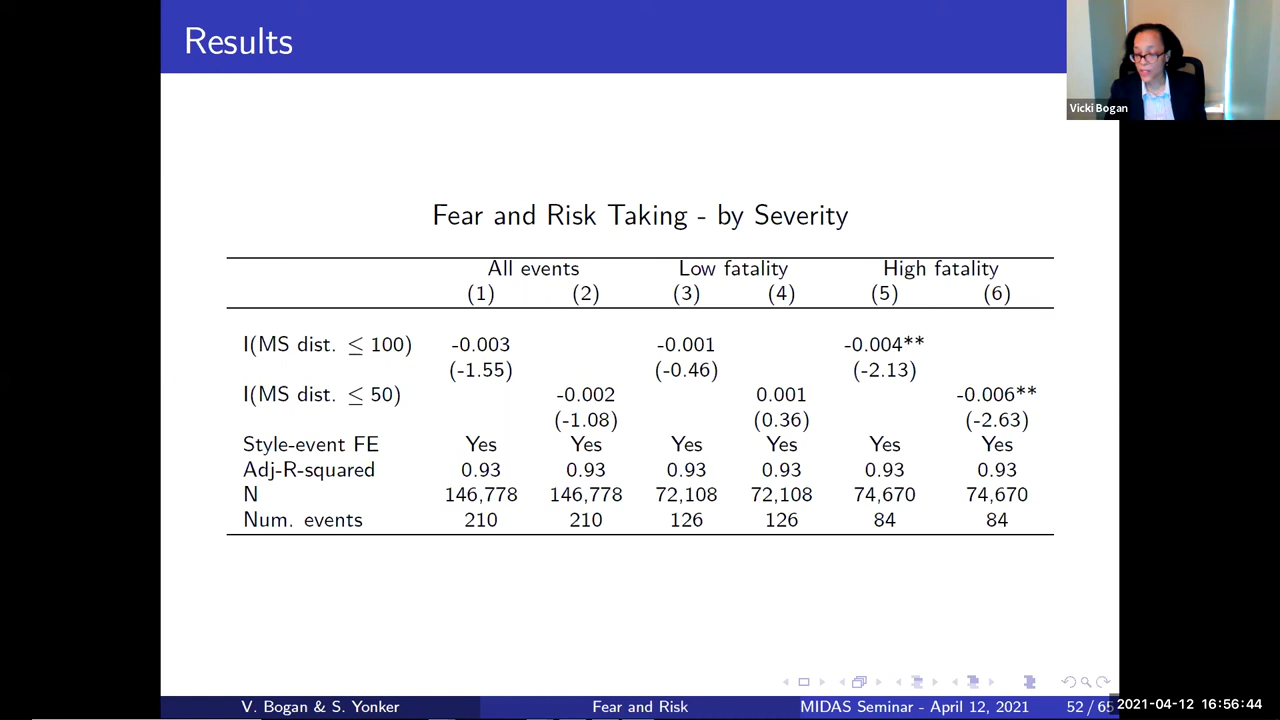 Results
Vicki Bogan
Fear and Risk Taking - by Severity
All events Low fatality High fatality
(1) (2) (3) (4) (5) (6)
I(MS dist. ≤ 100) -0.003 -0.001 -0.004**
(-1.55) (-0.46) (-2.13)
I(MS dist. ≤ 50) -0.002 0.001 -0.006**
(-1.08) (0.36) (-2.63)
Style-event FE Yes Yes Yes Yes Yes Yes
Adj-R-squared 0.93 0.93 0.93 0.93 0.93 0.93
N 146,778 146,778 72,108 72,108 74,670 74,670
Num. events 210 210 126 126 84 84
V. Bogan & S. Yonker Fear and Risk MIDAS Seminar - April 12, 2021 52 / 65
2021-04-12 16:56:44